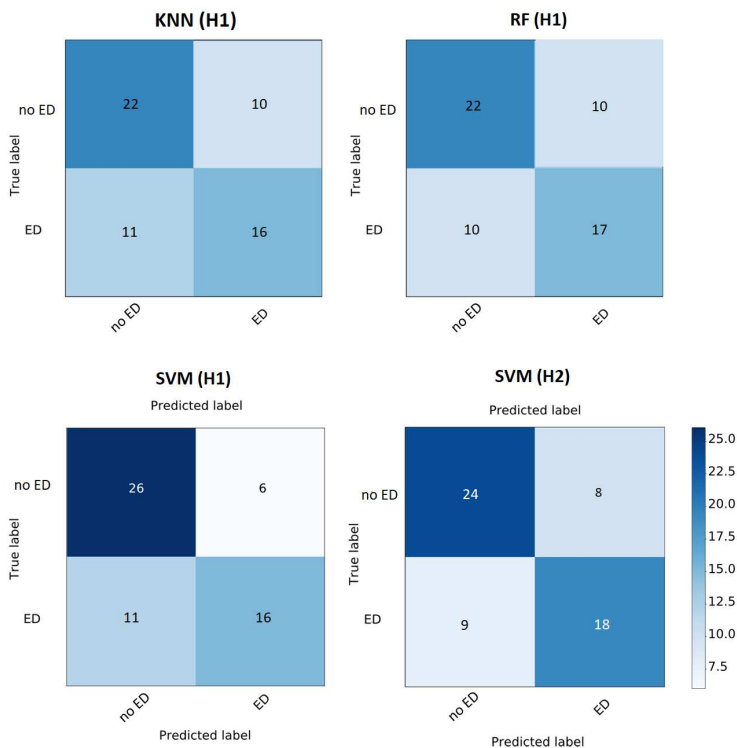 KNN (H1)
RF (H1)
no ED
22
10
no ED
22
10
True label
True label
ED
11
16
ED
10
17
no ED
ED
no ED
ED
SVM (H1)
SVM (H2)
Predicted label
Predicted label
25.0
no ED
26
6
no ED
24
8
22.5
20.0
17.5
True label
True label
15.0
12.5
ED
11
16
ED
9
18
10.0
7.5
no ED
ED
no ED
ED
Predicted label
Predicted label